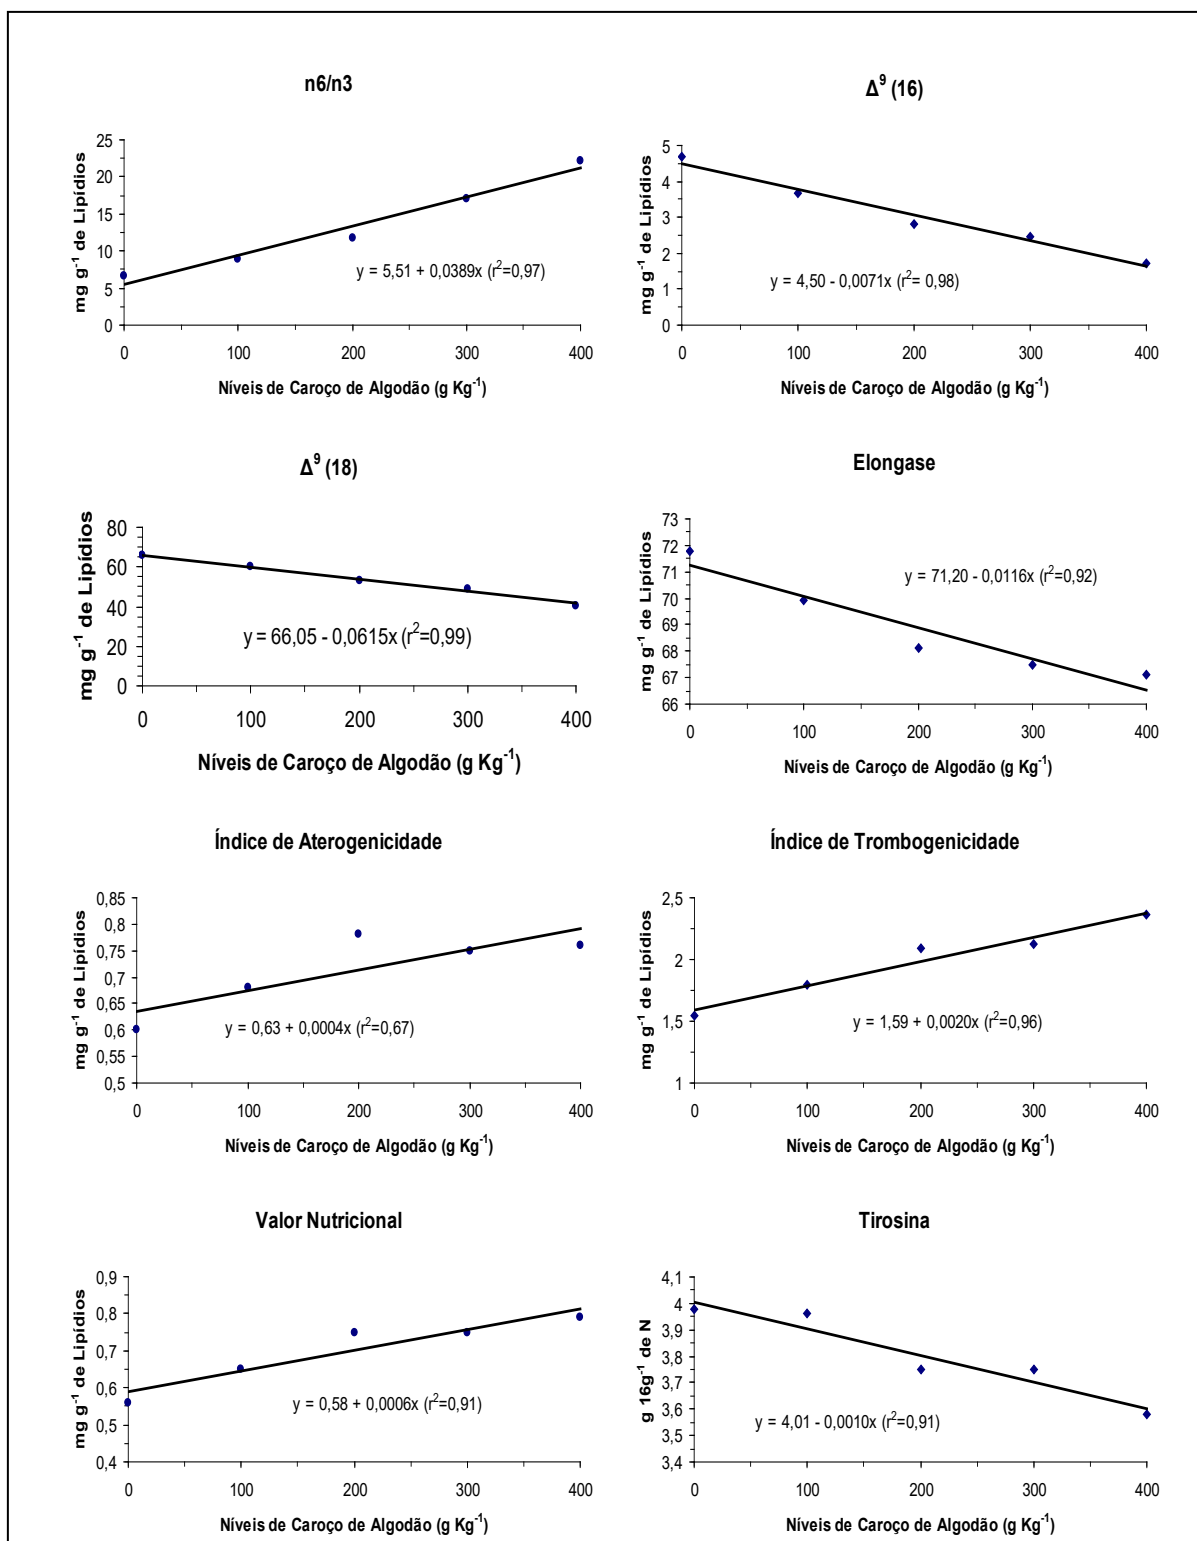 n6/n3
mg g⁻¹ de Lipídios
25
20
15
10
5
0
y = 5,51 + 0,0389x (r²=0,97)
0 100 200 300 400
Níveis de Caroço de Algodão (g Kg⁻¹)
Δ⁹ (16)
mg g⁻¹ de Lipídios
5
4
3
2
1
0
y = 4,50 - 0,0071x (r²= 0,98)
0 100 200 300 400
Níveis de Caroço de Algodão (g Kg⁻¹)
Δ⁹ (18)
mg g⁻¹ de Lipídios
80
60
40
20
0
y = 66,05 - 0,0615x (r²=0,99)
0 100 200 300 400
Níveis de Caroço de Algodão (g Kg⁻¹)
Elongase
mg g⁻¹ de Lipídios
73
72
71
70
69
68
67
66
y = 71,20 - 0,0116x (r²=0,92)
0 100 200 300 400
Níveis de Caroço de Algodão (g Kg⁻¹)
Índice de Aterogenicidade
mg g⁻¹ de Lipídios
0,85
0,8
0,75
0,7
0,65
0,6
0,55
0,5
y = 0,63 + 0,0004x (r²=0,67)
0 100 200 300 400
Níveis de Caroço de Algodão (g Kg⁻¹)
Índice de Trombogenicidade
mg g⁻¹ de Lipídios
2,5
2
1,5
1
y = 1,59 + 0,0020x (r²=0,96)
0 100 200 300 400
Níveis de Caroço de Algodão (g Kg⁻¹)
Valor Nutricional
mg g⁻¹ de Lipídios
0,9
0,8
0,7
0,6
0,5
0,4
y = 0,58 + 0,0006x (r²=0,91)
0 100 200 300 400
Níveis de Caroço de Algodão (g Kg⁻¹)
Tirosina
g 16g⁻¹ de N
4,1
4
3,9
3,8
3,7
3,6
3,5
3,4
y = 4,01 - 0,0010x (r²=0,91)
0 100 200 300 400
Níveis de Caroço de Algodão (g Kg⁻¹)